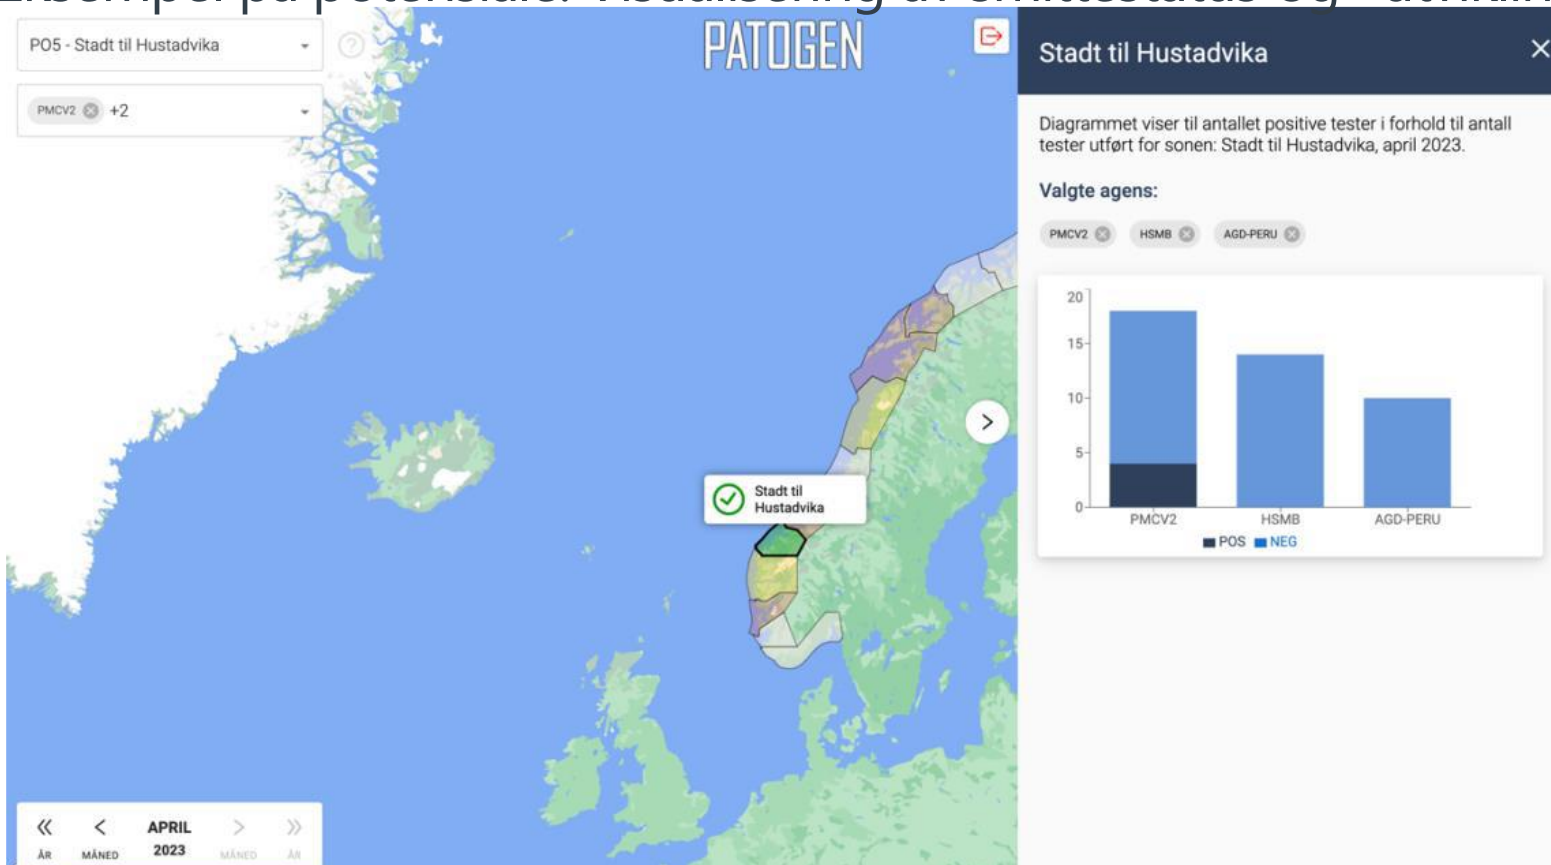 PO5 - Stadt til Hustadvika
PMCV2 +2
PATOGEN
Stadt til
Hustadvika
«
<
APRIL
2023
>
»
ÅR
MÅNED
MÅNED
ÅR
>
Stadt til Hustadvika
Diagrammet viser til antallet positive tester i forhold til antall
tester utført for sonen: Stadt til Hustadvika, april 2023.
Valgte agens:
PMCV2 HSMB AGD-PERU
20
15
10
5
0
PMCV2 HSMB AGD-PERU
POS NEG